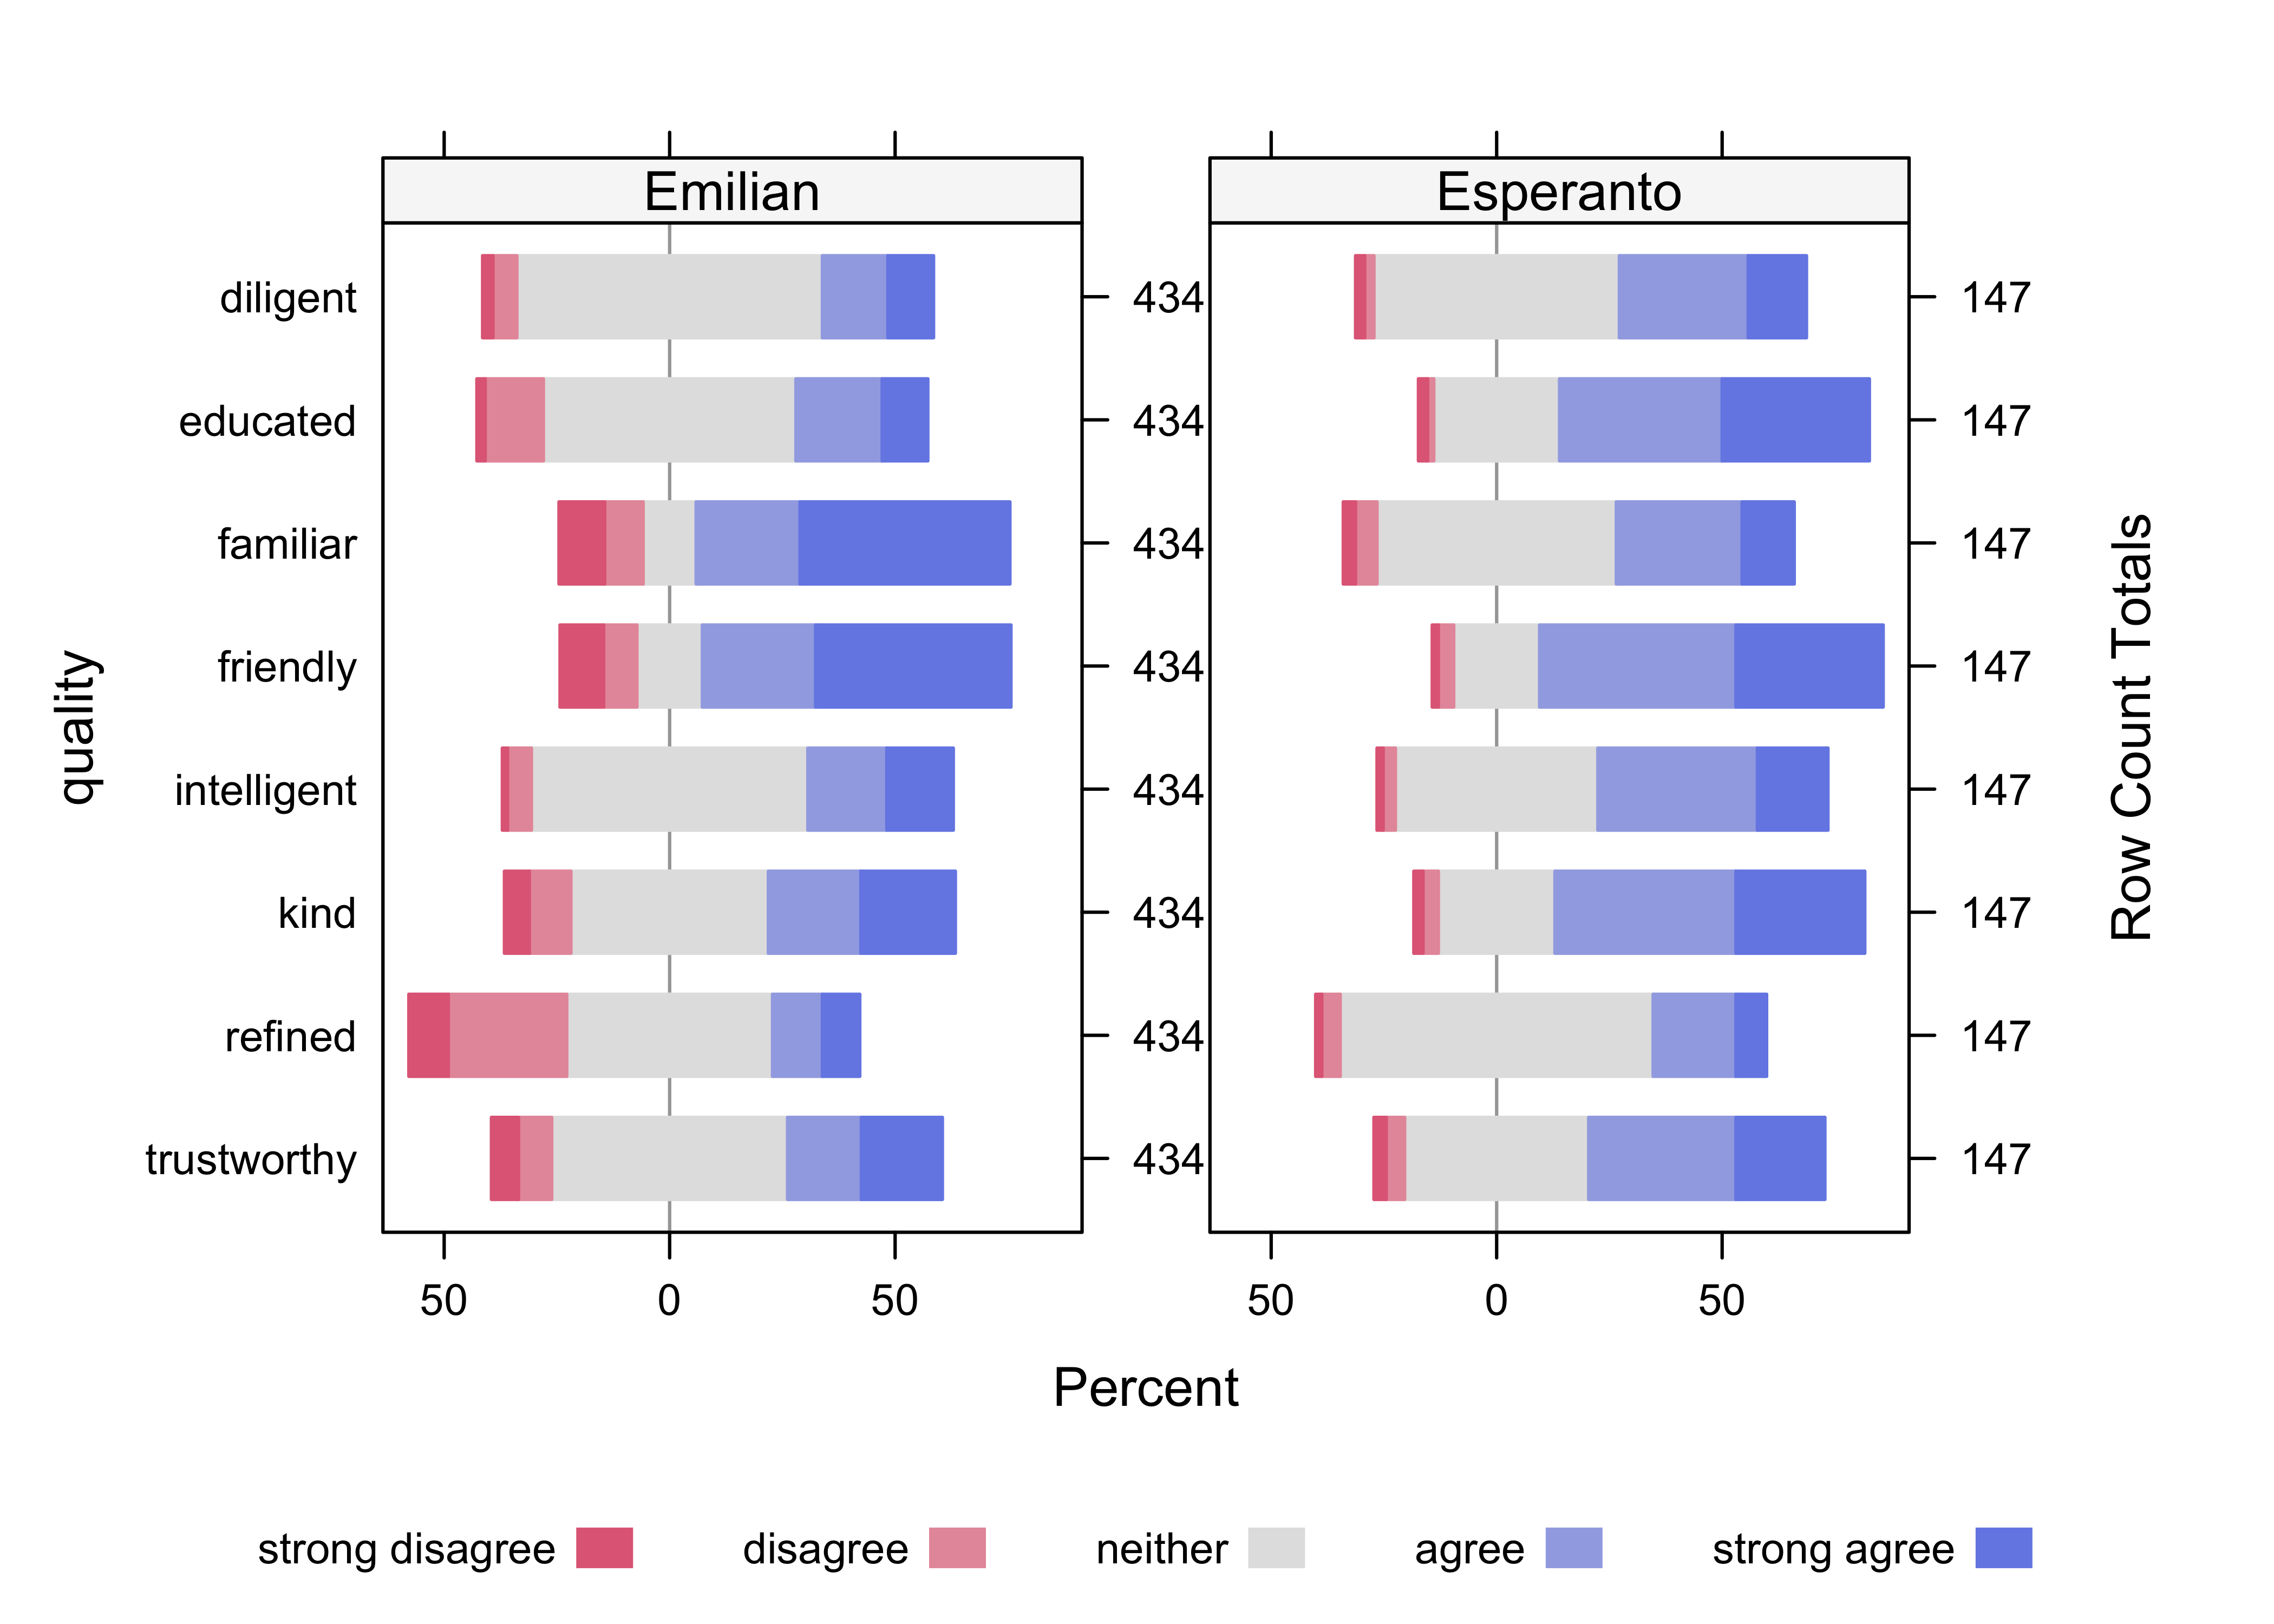 Emilian
Esperanto
quality
diligent 434 147
educated 434 147
familiar 434 147
friendly 434 147
intelligent 434 147
kind 434 147
refined 434 147
trustworthy 434 147
Row Count Totals
50 0 50 50 0 50
Percent
strong disagree disagree neither agree strong agree